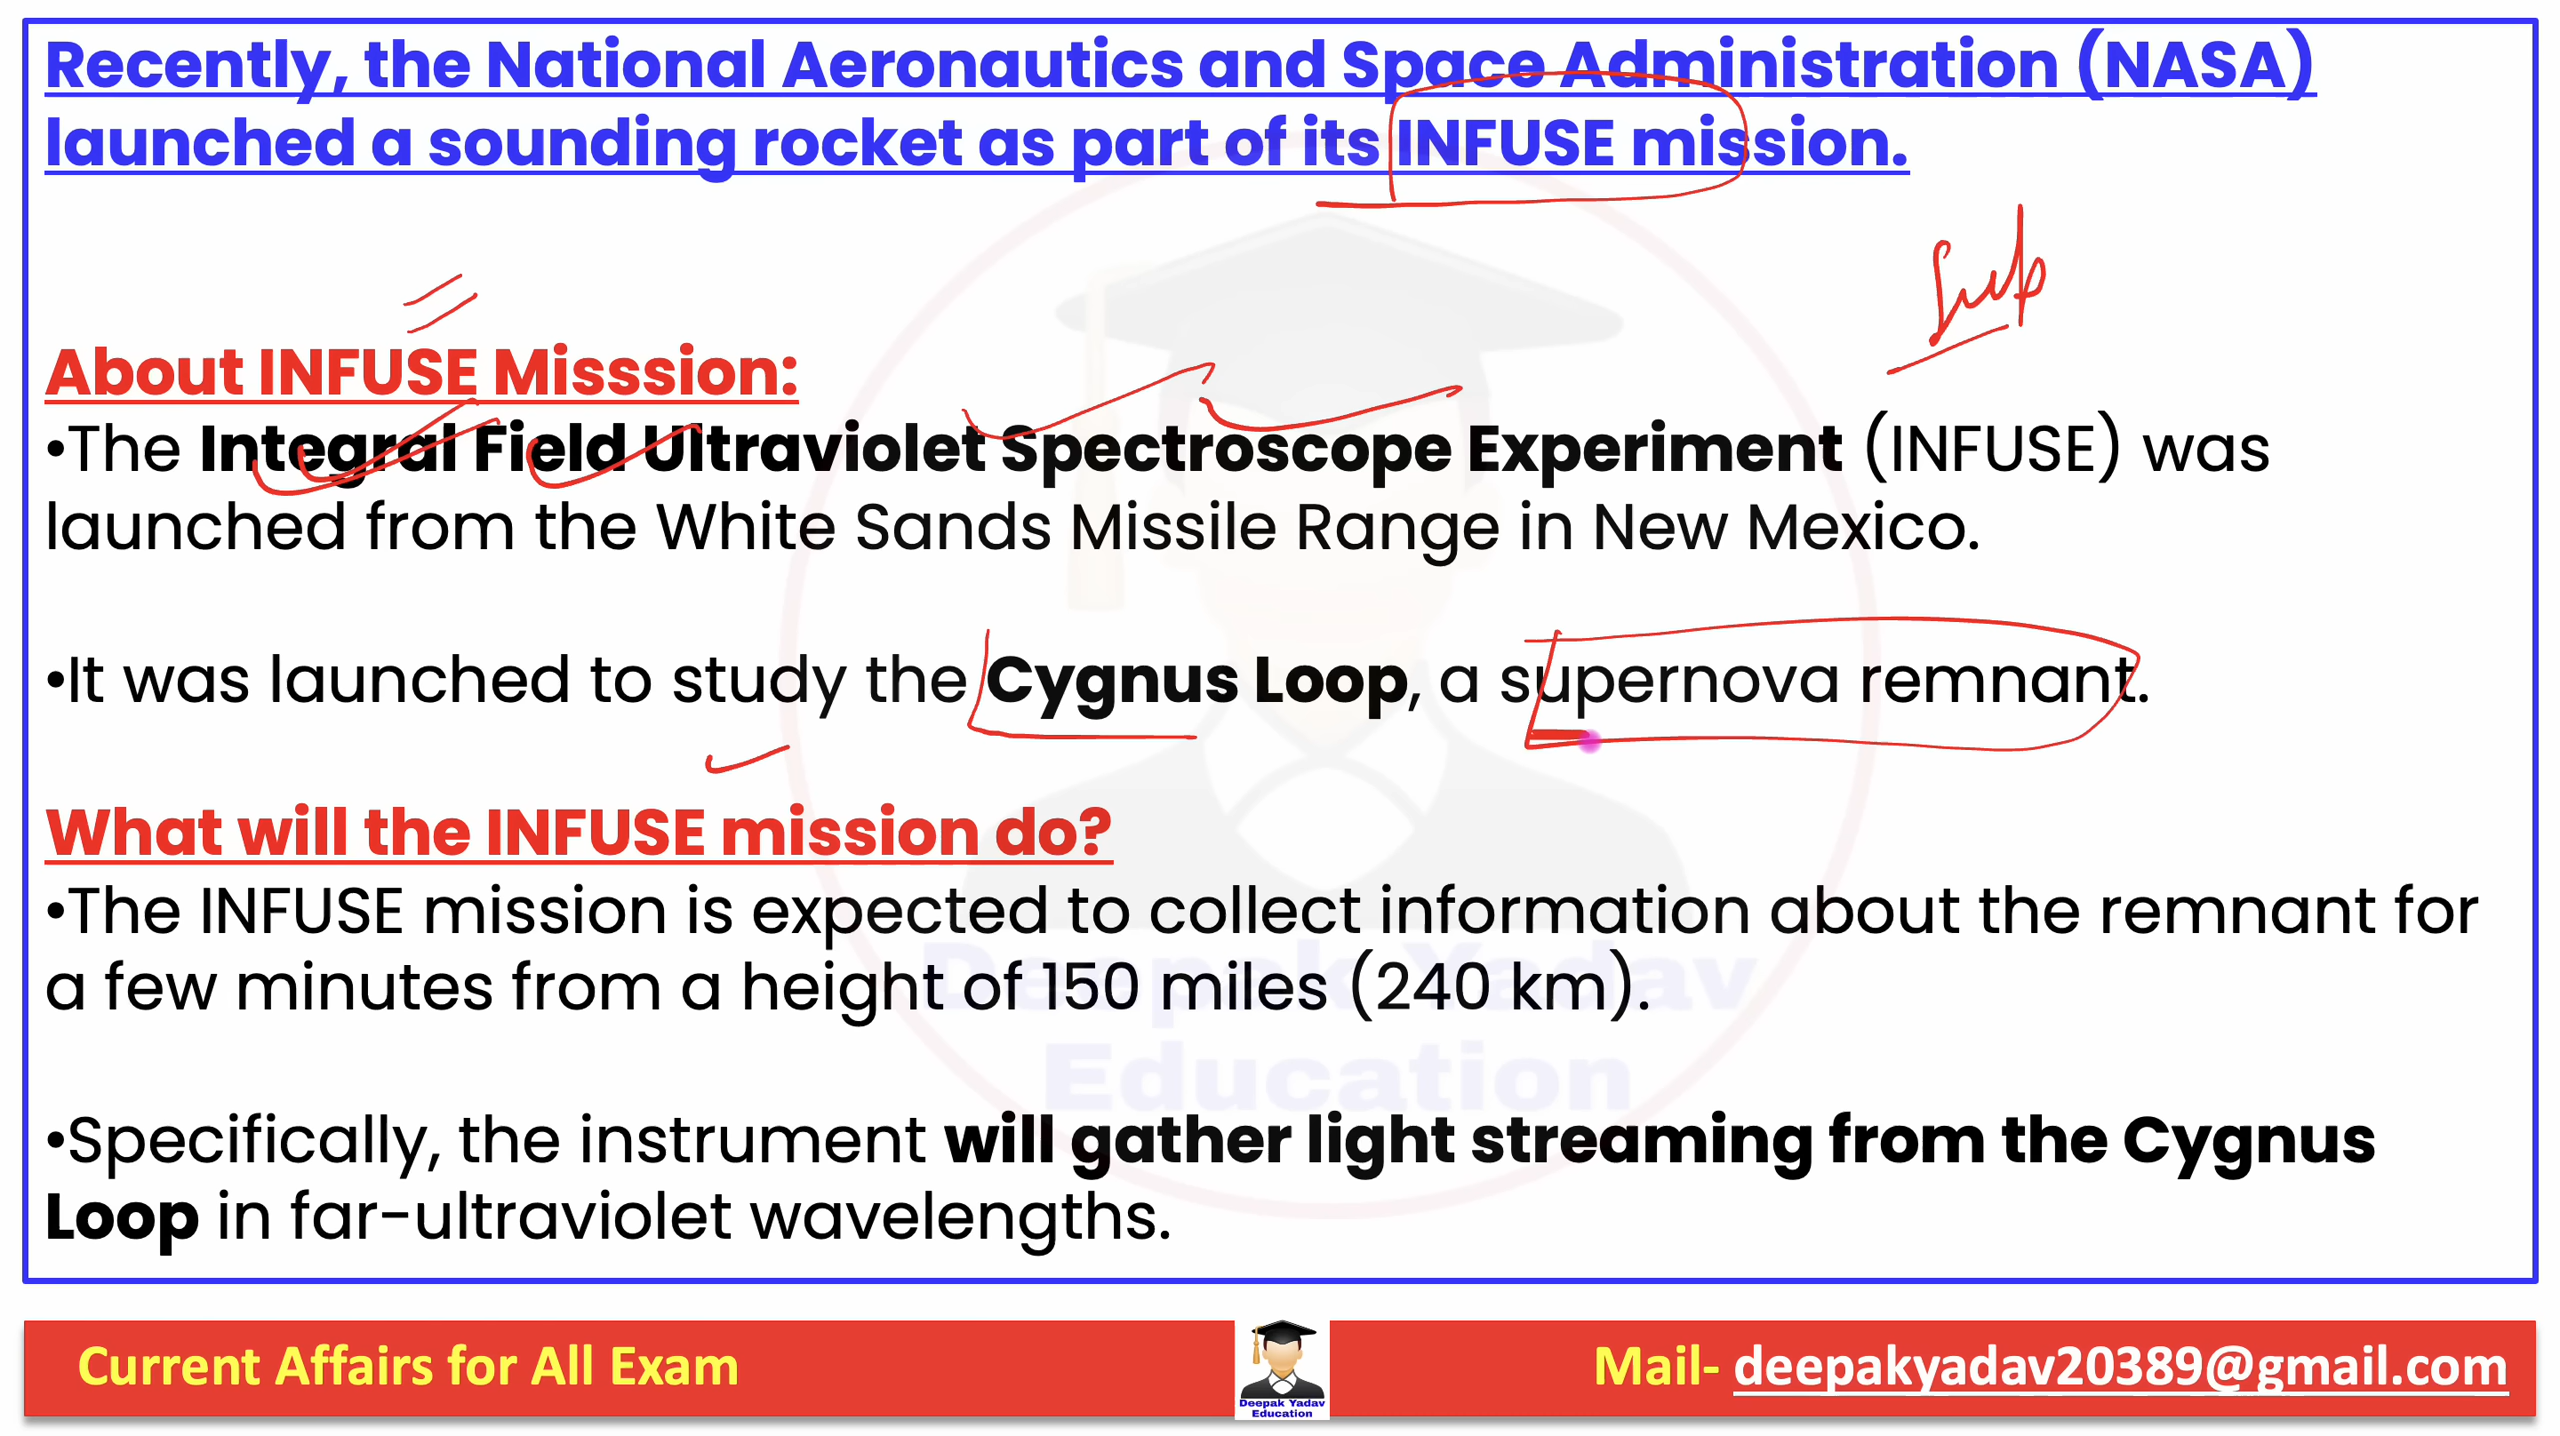 Recently, the National Aeronautics and Space Administration (NASA)
launched a sounding rocket as part of its INFUSE mission.
Imp
About INFUSE Misssion:
•The Integral Field Ultraviolet Spectroscope Experiment (INFUSE) was
launched from the White Sands Missile Range in New Mexico.
•It was launched to study the Cygnus Loop, a supernova remnant.
What will the INFUSE mission do?
•The INFUSE mission is expected to collect information about the remnant for
a few minutes from a height of 150 miles (240 km).
•Specifically, the instrument will gather light streaming from the Cygnus
Loop in far-ultraviolet wavelengths.
Deepak Yadav
Education
Current Affairs for All Exam
Deepak Yadav
Education
Mail- deepakyadav20389@gmail.com